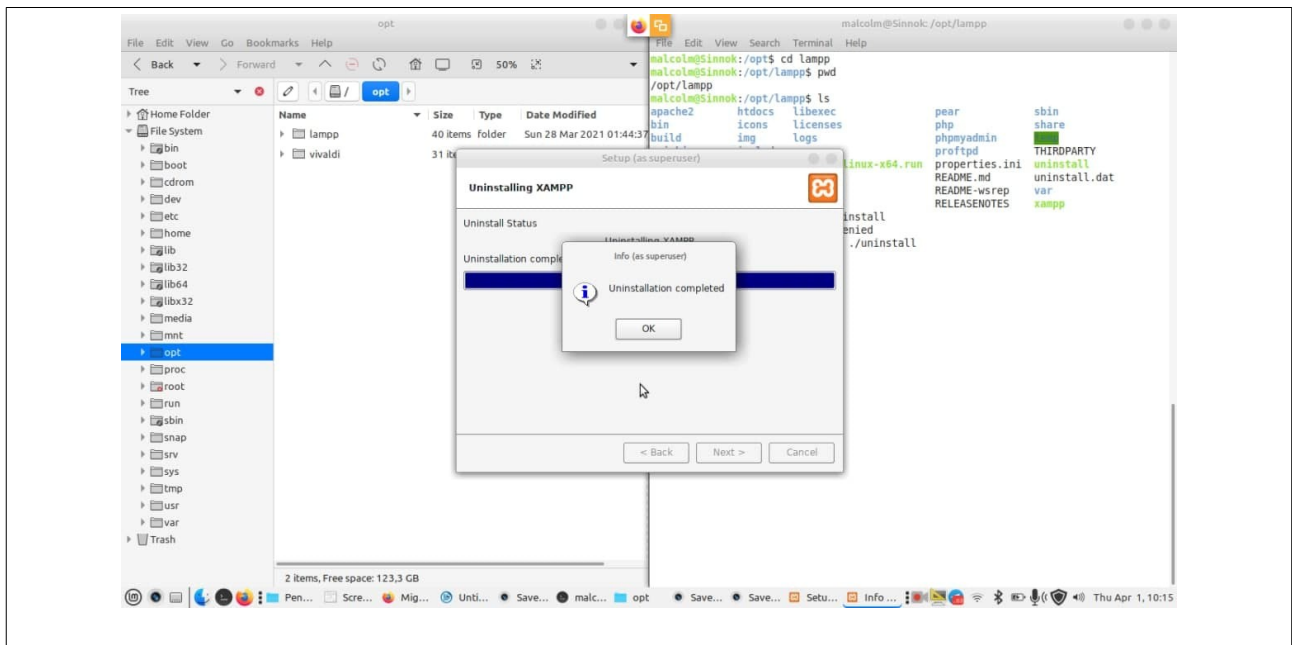 opt
File Edit View Go Bookmarks Help
Back Forward 50%
Tree / opt
Home Folder
File System
bin
boot
cdrom
dev
etc
home
lib
lib32
lib64
libx32
media
mnt
opt
proc
root
run
sbin
snap
srv
sys
tmp
usr
var
Trash
Name Size Type Date Modified
lampp 40 items folder Sun 28 Mar 2021 01:44:37
vivaldi 31
2 items, Free space: 123,3 GB
malcolm@Sinnok: /opt/lampp
File Edit View Search Terminal Help
malcolm@Sinnok:/opt$ cd lampp
malcolm@Sinnok:/opt/lampp$ pwd
/opt/lampp
malcolm@Sinnok:/opt/lampp$ ls
apache2 htdocs libexec pear sbin
bin icons licenses php share
build img logs phpmyadmin
proftpd THIRDPARTY
linux-x64.run properties.ini uninstall
README.md uninstall.dat
README-wsrep var
RELEASENOTES xampp
./uninstall
Setup (as superuser)
Uninstalling XAMPP
Uninstall Status
Uninstalling XAMPP
Uninstallation
Info (as superuser)
Uninstallation completed
OK
< Back Next > Cancel
Pen... Scre... Mig... Unti... Save... malc... opt Save... Save... Setu... Info ... Thu Apr 1, 10:15